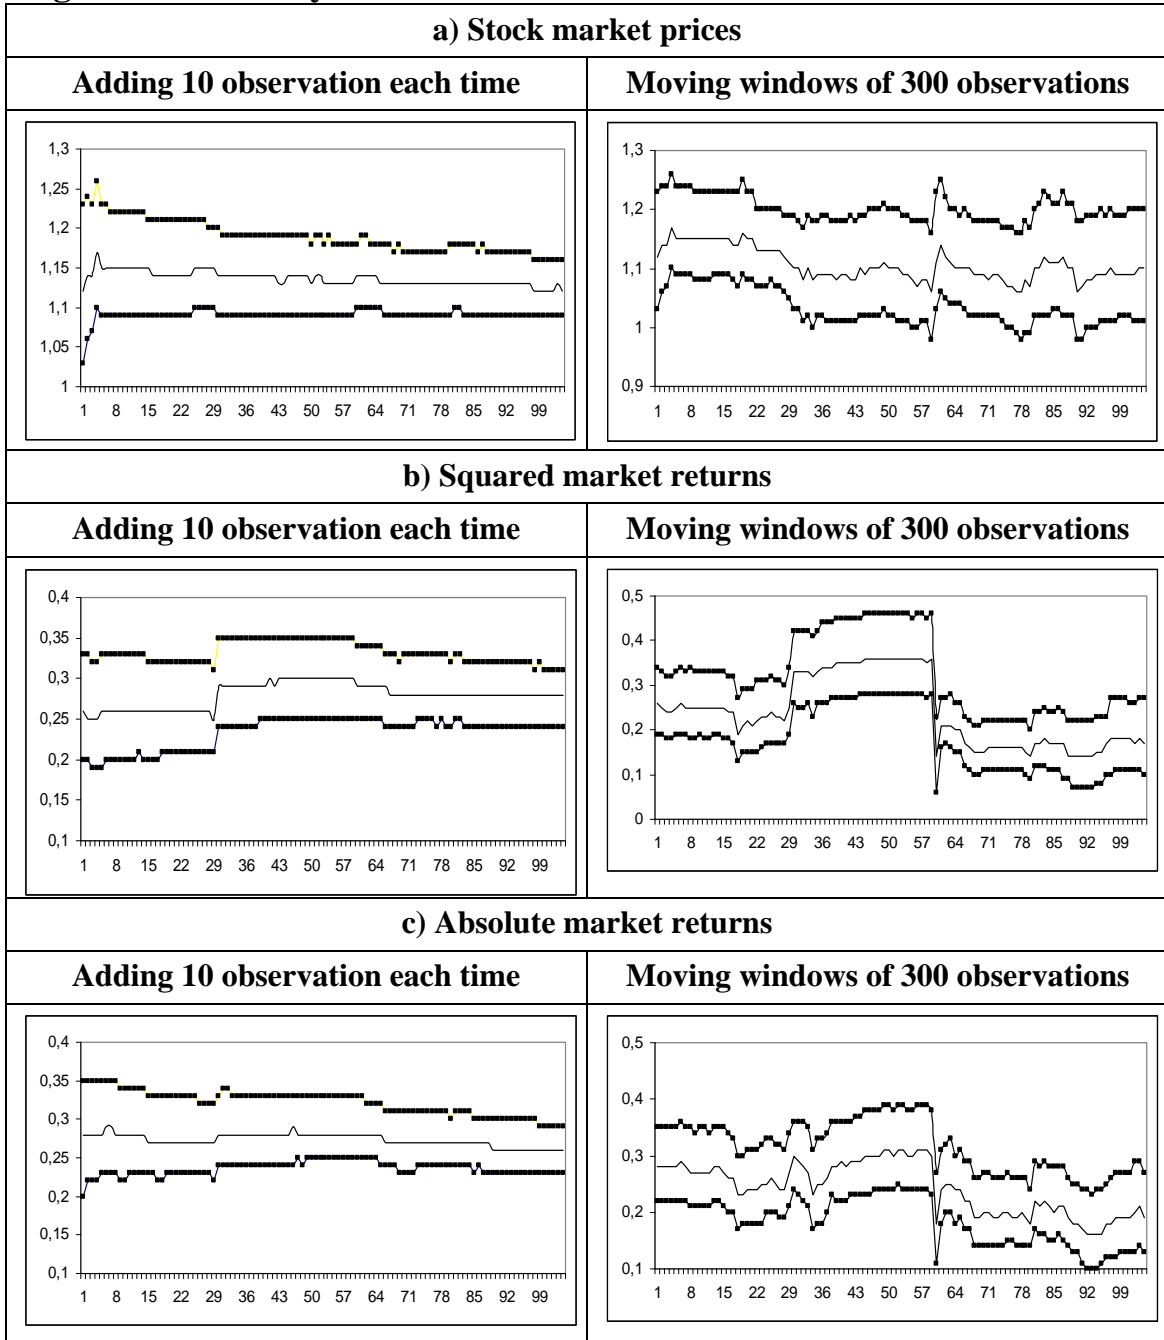 a) Stock market prices
Adding 10 observation each time
Moving windows of 300 observations
1,3
1,25
1,2
1,15
1,1
1,05
1
1 8 15 22 29 36 43 50 57 64 71 78 85 92 99
1,3
1,2
1,1
1
0,9
1 8 15 22 29 36 43 50 57 64 71 78 85 92 99
b) Squared market returns
Adding 10 observation each time
Moving windows of 300 observations
0,4
0,35
0,3
0,25
0,2
0,15
0,1
1 8 15 22 29 36 43 50 57 64 71 78 85 92 99
0,5
0,4
0,3
0,2
0,1
0
1 8 15 22 29 36 43 50 57 64 71 78 85 92 99
c) Absolute market returns
Adding 10 observation each time
Moving windows of 300 observations
0,4
0,35
0,3
0,25
0,2
0,15
0,1
1 8 15 22 29 36 43 50 57 64 71 78 85 92 99
0,5
0,4
0,3
0,2
0,1
1 8 15 22 29 36 43 50 57 64 71 78 85 92 99